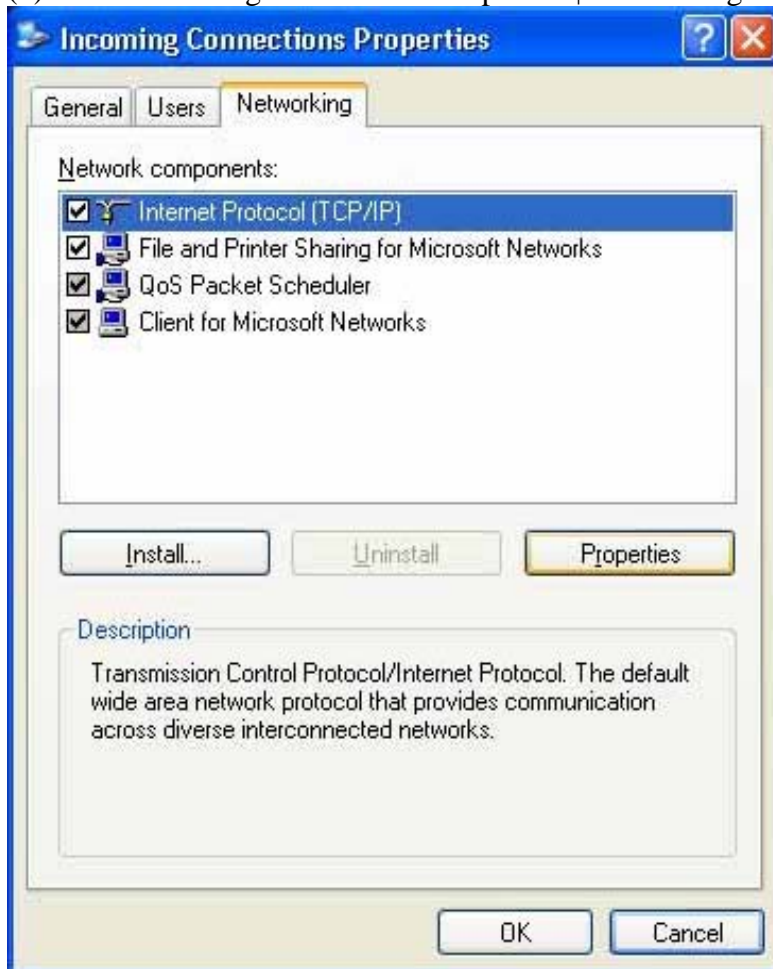 Incoming Connections Properties
General Users Networking
Network components:
Internet Protocol (TCP/IP)
File and Printer Sharing for Microsoft Networks
QoS Packet Scheduler
Client for Microsoft Networks
Install... Uninstall Properties
Description
Transmission Control Protocol/Internet Protocol. The default
wide area network protocol that provides communication
across diverse interconnected networks.
OK Cancel